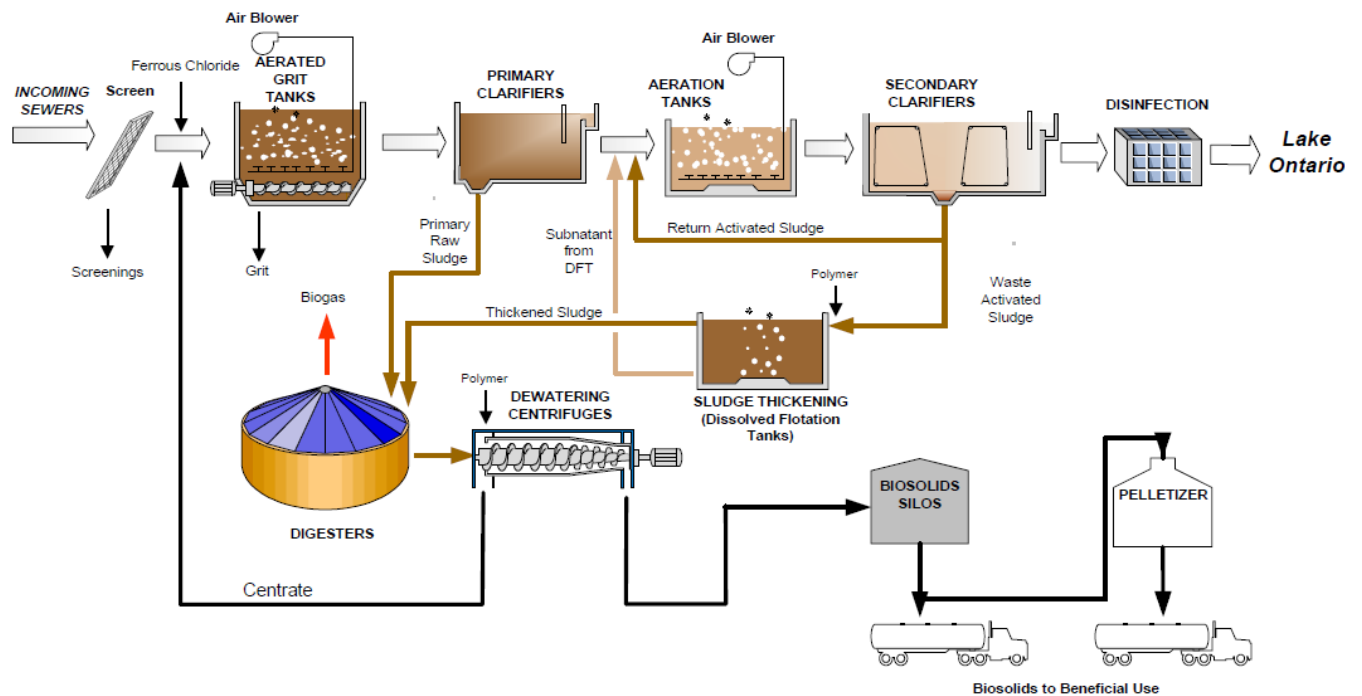 Air Blower
Ferrous Chloride
AERATED
GRIT
TANKS
INCOMING
SEWERS
Screen
PRIMARY
CLARIFIERS
Air Blower
AERATION
TANKS
SECONDARY
CLARIFIERS
DISINFECTION
Lake
Ontario
Screenings
Grit
Primary
Raw
Sludge
Subnatant
from
DFT
Return Activated Sludge
Polymer
Waste
Activated
Sludge
Biogas
Thickened Sludge
Polymer
DEWATERING
CENTRIFUGES
SLUDGE THICKENING
(Dissolved Flotation
Tanks)
DIGESTERS
BIOSOLIDS
SILOS
PELLETIZER
Centrate
Biosolids to Beneficial Use